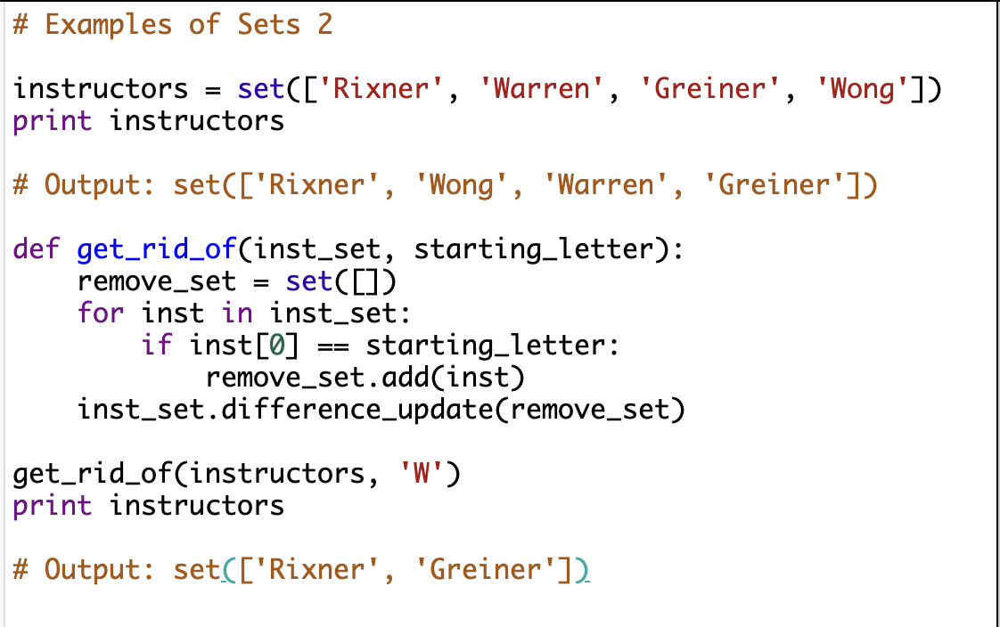 # Examples of Sets 2
instructors = set(['Rixner', 'Warren', 'Greiner', 'Wong'])
print instructors
# Output: set(['Rixner', 'Wong', 'Warren', 'Greiner'])
def get_rid_of(inst_set, starting_letter):
    remove_set = set([])
    for inst in inst_set:
        if inst[0] == starting_letter:
            remove_set.add(inst)
    inst_set.difference_update(remove_set)
get_rid_of(instructors, 'W')
print instructors
# Output: set(['Rixner', 'Greiner'])